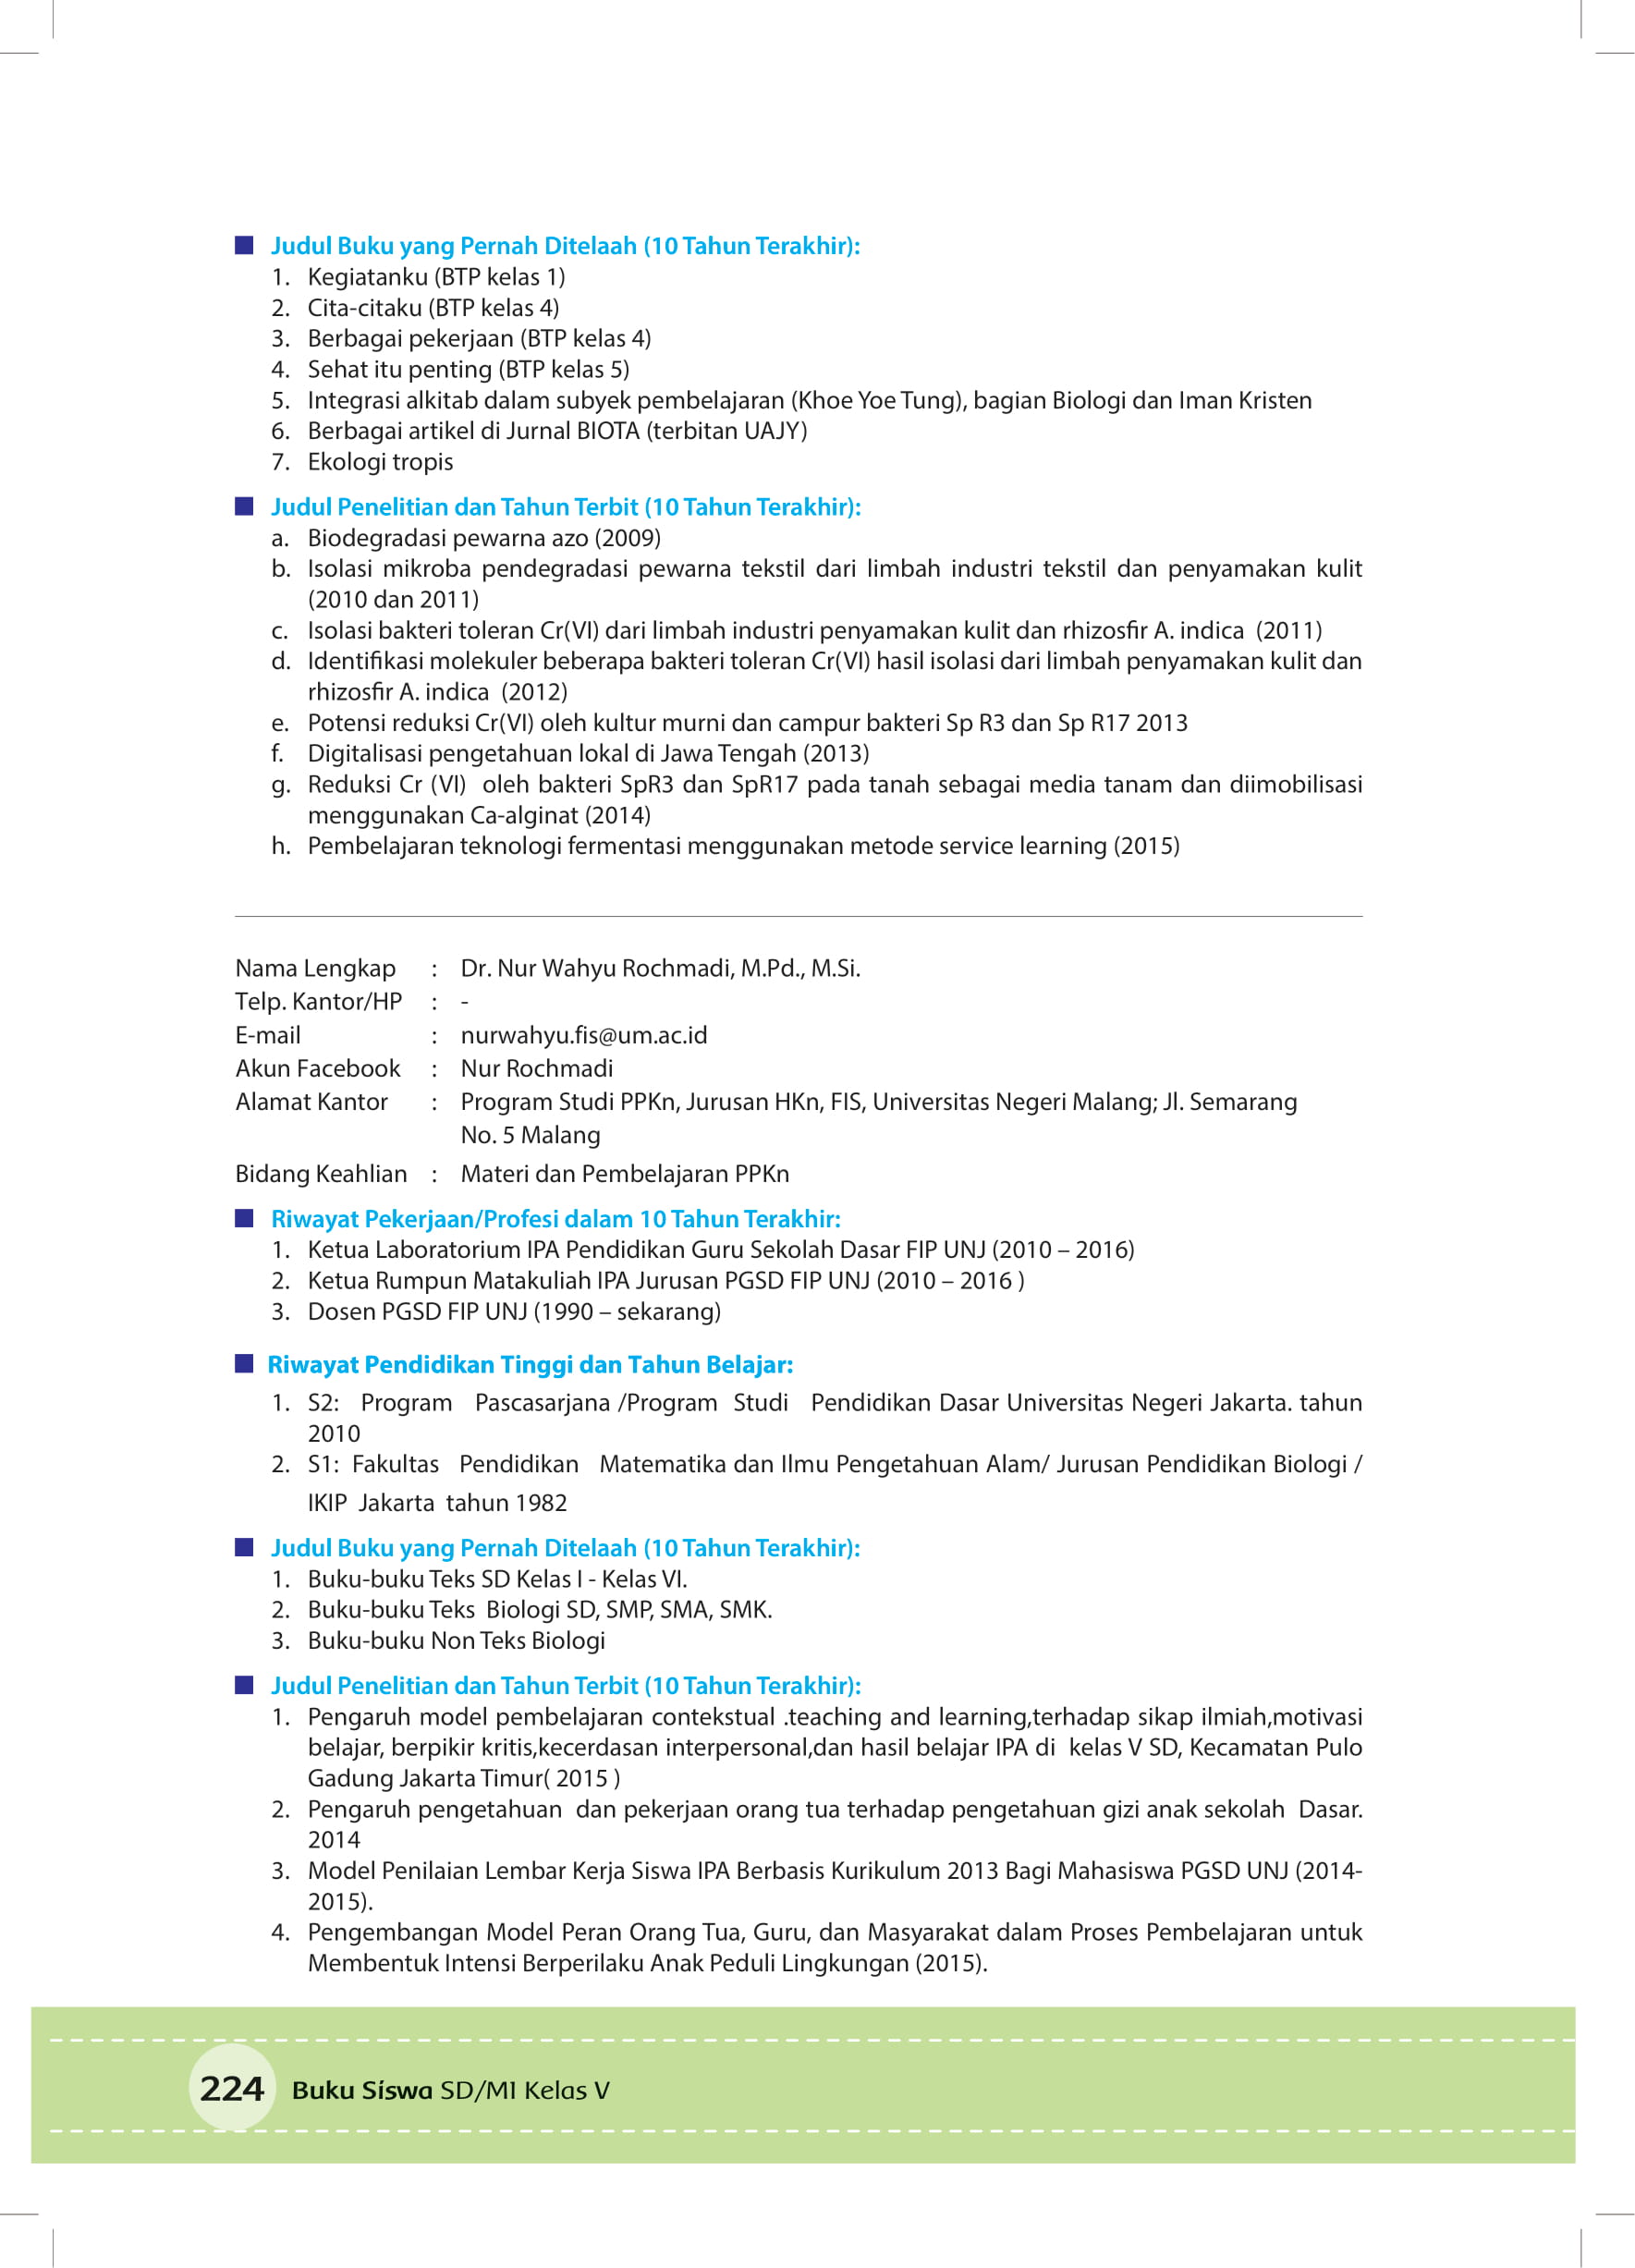 Judul Buku yang Pernah Ditelaah (10 Tahun Terakhir):
1. Kegiatanku (BTP kelas 1)
2. Cita-citaku (BTP kelas 4)
3. Berbagai pekerjaan (BTP kelas 4)
4. Sehat itu penting (BTP kelas 5)
5. Integrasi alkitab dalam subyek pembelajaran (Khoe Yoe Tung), bagian Biologi dan Iman Kristen
6. Berbagai artikel di Jurnal BIOTA (terbitan UAJY)
7. Ekologi tropis
Judul Penelitian dan Tahun Terbit (10 Tahun Terakhir):
a. Biodegradasi pewarna azo (2009)
b. Isolasi mikroba pendegradasi pewarna tekstil dari limbah industri tekstil dan penyamakan kulit
(2010 dan 2011)
c. Isolasi bakteri toleran Cr(VI) dari limbah industri penyamakan kulit dan rhizosfir A. indica (2011)
d. Identifikasi molekuler beberapa bakteri toleran Cr(VI) hasil isolasi dari limbah penyamakan kulit dan
rhizosfir A. indica (2012)
e. Potensi reduksi Cr(VI) oleh kultur murni dan campur bakteri Sp R3 dan Sp R17 2013
f. Digitalisasi pengetahuan lokal di Jawa Tengah (2013)
g. Reduksi Cr (VI) oleh bakteri SpR3 dan SpR17 pada tanah sebagai media tanam dan diimobilisasi
menggunakan Ca-alginat (2014)
h. Pembelajaran teknologi fermentasi menggunakan metode service learning (2015)
Nama Lengkap : Dr. Nur Wahyu Rochmadi, M.Pd., M.Si.
Telp. Kantor/HP : -
E-mail : nurwahyu.fis@um.ac.id
Akun Facebook : Nur Rochmadi
Alamat Kantor : Program Studi PPKn, Jurusan HKn, FIS, Universitas Negeri Malang; Jl. Semarang
No. 5 Malang
Bidang Keahlian : Materi dan Pembelajaran PPKn
Riwayat Pekerjaan/Profesi dalam 10 Tahun Terakhir:
1. Ketua Laboratorium IPA Pendidikan Guru Sekolah Dasar FIP UNJ (2010 – 2016)
2. Ketua Rumpun Matakuliah IPA Jurusan PGSD FIP UNJ (2010 – 2016 )
3. Dosen PGSD FIP UNJ (1990 – sekarang)
Riwayat Pendidikan Tinggi dan Tahun Belajar:
1. S2: Program Pascasarjana /Program Studi Pendidikan Dasar Universitas Negeri Jakarta. tahun
2010
2. S1: Fakultas Pendidikan Matematika dan Ilmu Pengetahuan Alam/ Jurusan Pendidikan Biologi /
IKIP Jakarta tahun 1982
Judul Buku yang Pernah Ditelaah (10 Tahun Terakhir):
1. Buku-buku Teks SD Kelas I - Kelas VI.
2. Buku-buku Teks Biologi SD, SMP, SMA, SMK.
3. Buku-buku Non Teks Biologi
Judul Penelitian dan Tahun Terbit (10 Tahun Terakhir):
1. Pengaruh model pembelajaran contekstual .teaching and learning,terhadap sikap ilmiah,motivasi
belajar, berpikir kritis,kecerdasan interpersonal,dan hasil belajar IPA di kelas V SD, Kecamatan Pulo
Gadung Jakarta Timur( 2015 )
2. Pengaruh pengetahuan dan pekerjaan orang tua terhadap pengetahuan gizi anak sekolah Dasar.
2014
3. Model Penilaian Lembar Kerja Siswa IPA Berbasis Kurikulum 2013 Bagi Mahasiswa PGSD UNJ (2014-
2015).
4. Pengembangan Model Peran Orang Tua, Guru, dan Masyarakat dalam Proses Pembelajaran untuk
Membentuk Intensi Berperilaku Anak Peduli Lingkungan (2015).
224 Buku Siswa SD/MI Kelas V